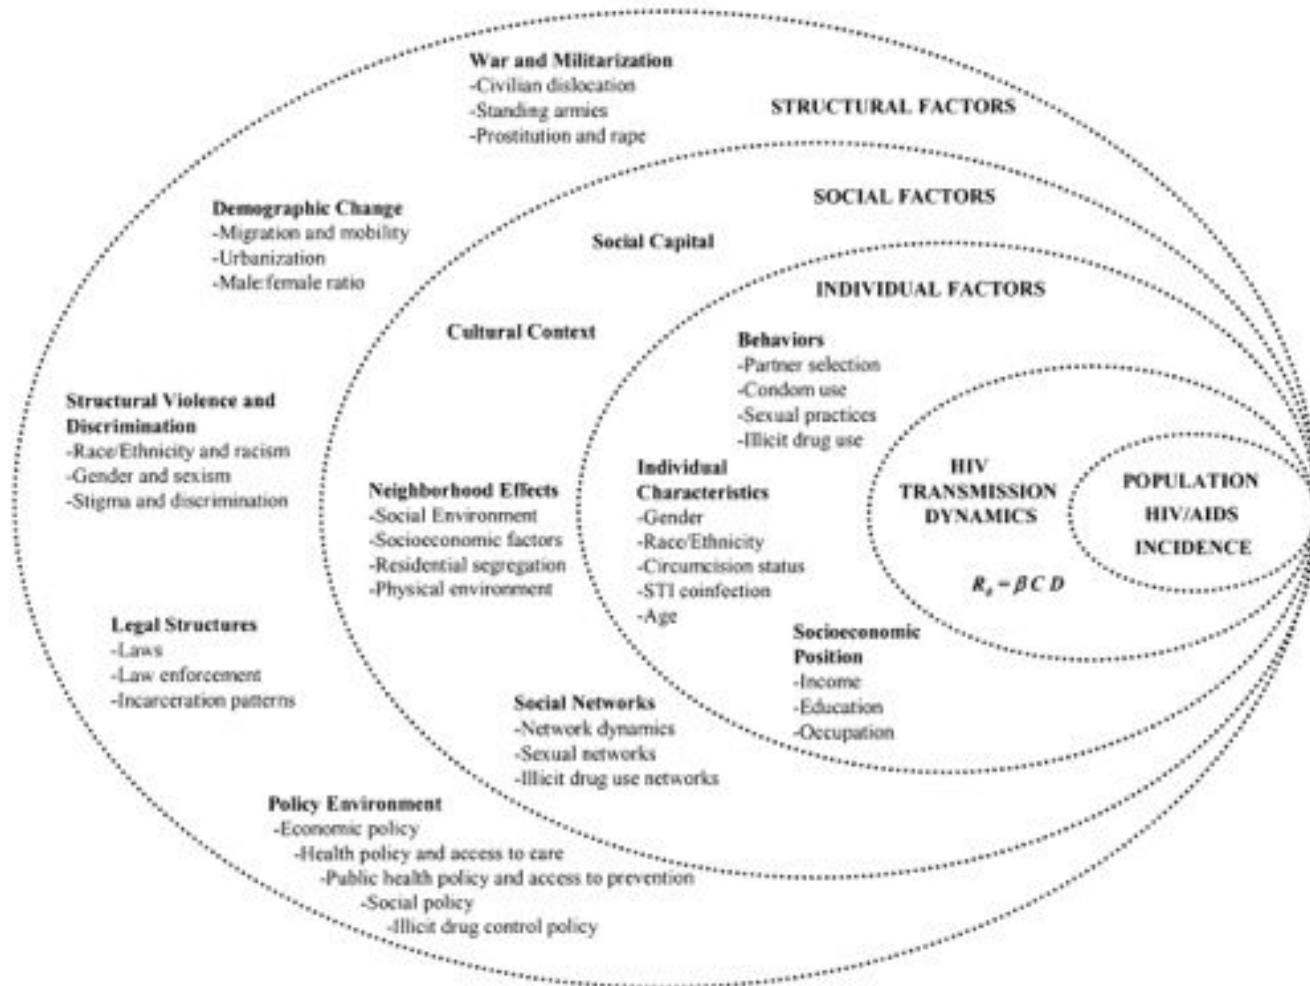 War and Militarization
-Civilian dislocation
-Standing armies
-Prostitution and rape
STRUCTURAL FACTORS
SOCIAL FACTORS
Demographic Change
-Migration and mobility
-Urbanization
-Male:female ratio
Social Capital
INDIVIDUAL FACTORS
Cultural Context
Behaviors
-Partner selection
-Condom use
-Sexual practices
-Illicit drug use
Structural Violence and
Discrimination
-Race/Ethnicity and racism
-Gender and sexism
-Stigma and discrimination
Neighborhood Effects
-Social Environment
-Socioeconomic factors
-Residential segregation
-Physical environment
Individual
Characteristics
-Gender
-Race/Ethnicity
-Circumcision status
-STI coinfection
-Age
HIV
TRANSMISSION
DYNAMICS
R₀ = β C D
POPULATION
HIV/AIDS
INCIDENCE
Legal Structures
-Laws
-Law enforcement
-Incarceration patterns
Socioeconomic
Position
-Income
-Education
-Occupation
Social Networks
-Network dynamics
-Sexual networks
-Illicit drug use networks
Policy Environment
-Economic policy
-Health policy and access to care
-Public health policy and access to prevention
-Social policy
-Illicit drug control policy